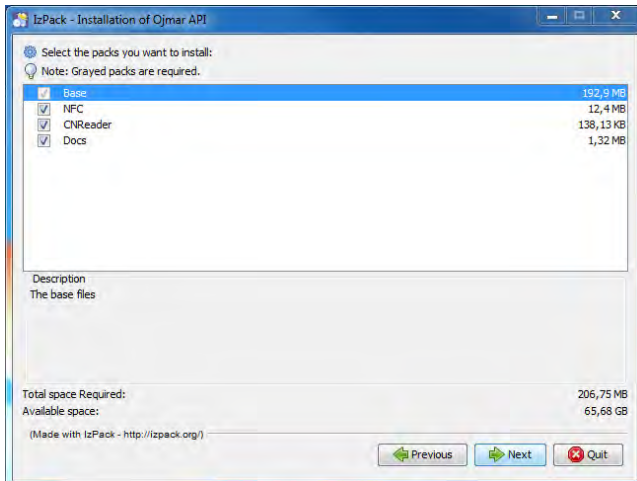 IzPack - Installation of Ojmar API
Select the packs you want to install:
Note: Grayed packs are required.
Base 192,9 MB
NFC 12,4 MB
CNReader 138,13 KB
Docs 1,32 MB
Description
The base files
Total space Required: 206,75 MB
Available space: 65,68 GB
(Made with IzPack - http://izpack.org/)
Previous Next Quit